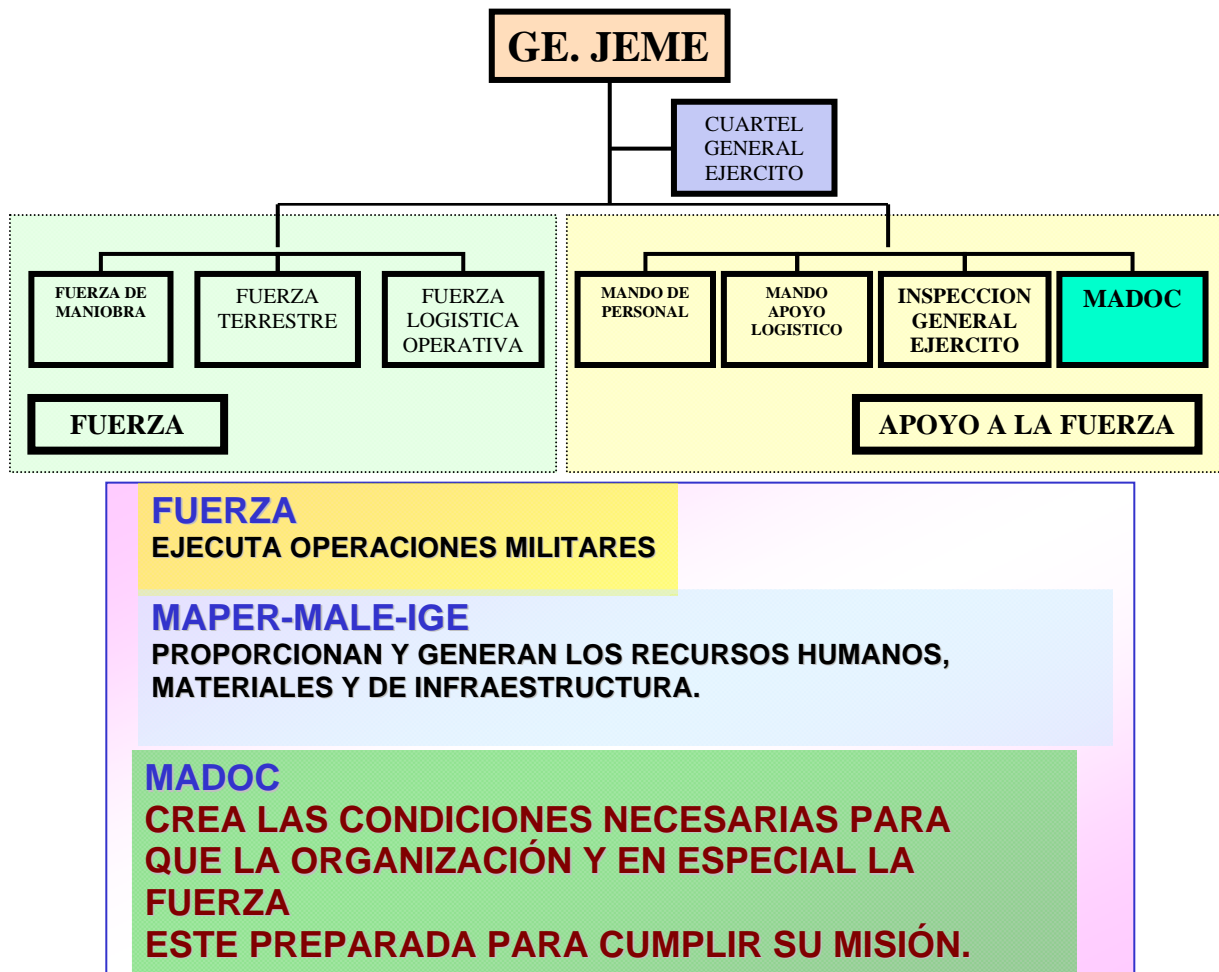 GE. JEME
CUARTEL
GENERAL
EJERCITO
FUERZA DE
MANIOBRA
FUERZA
TERRESTRE
FUERZA
LOGISTICA
OPERATIVA
MANDO DE
PERSONAL
MANDO
APOYO
LOGISTICO
INSPECCION
GENERAL
EJERCITO
MADOC
FUERZA
APOYO A LA FUERZA
FUERZA
EJECUTA OPERACIONES MILITARES
MAPER-MALE-IGE
PROPORCIONAN Y GENERAN LOS RECURSOS HUMANOS,
MATERIALES Y DE INFRAESTRUCTURA.
MADOC
CREA LAS CONDICIONES NECESARIAS PARA
QUE LA ORGANIZACIÓN Y EN ESPECIAL LA
FUERZA
ESTE PREPARADA PARA CUMPLIR SU MISIÓN.